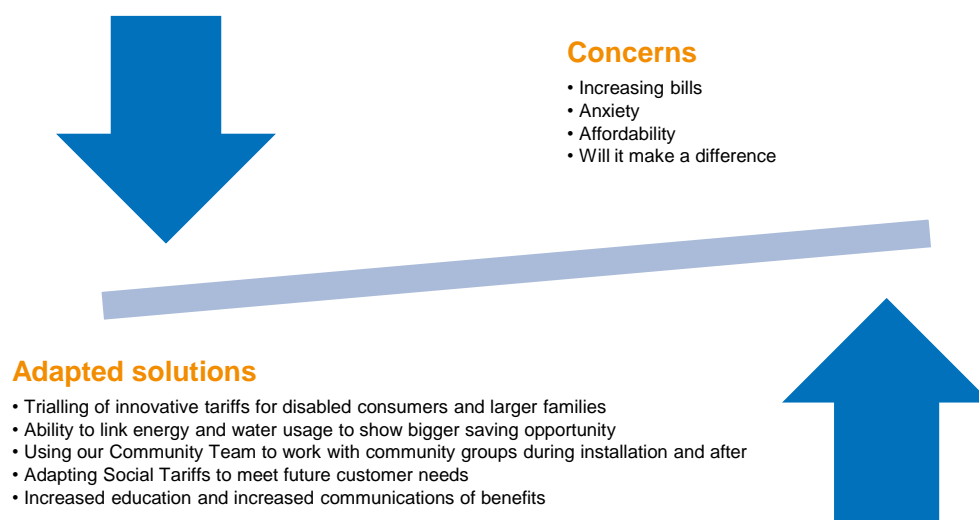 Concerns
• Increasing bills
• Anxiety
• Affordability
• Will it make a difference
Adapted solutions
• Trialling of innovative tariffs for disabled consumers and larger families
• Ability to link energy and water usage to show bigger saving opportunity
• Using our Community Team to work with community groups during installation and after
• Adapting Social Tariffs to meet future customer needs
• Increased education and increased communications of benefits